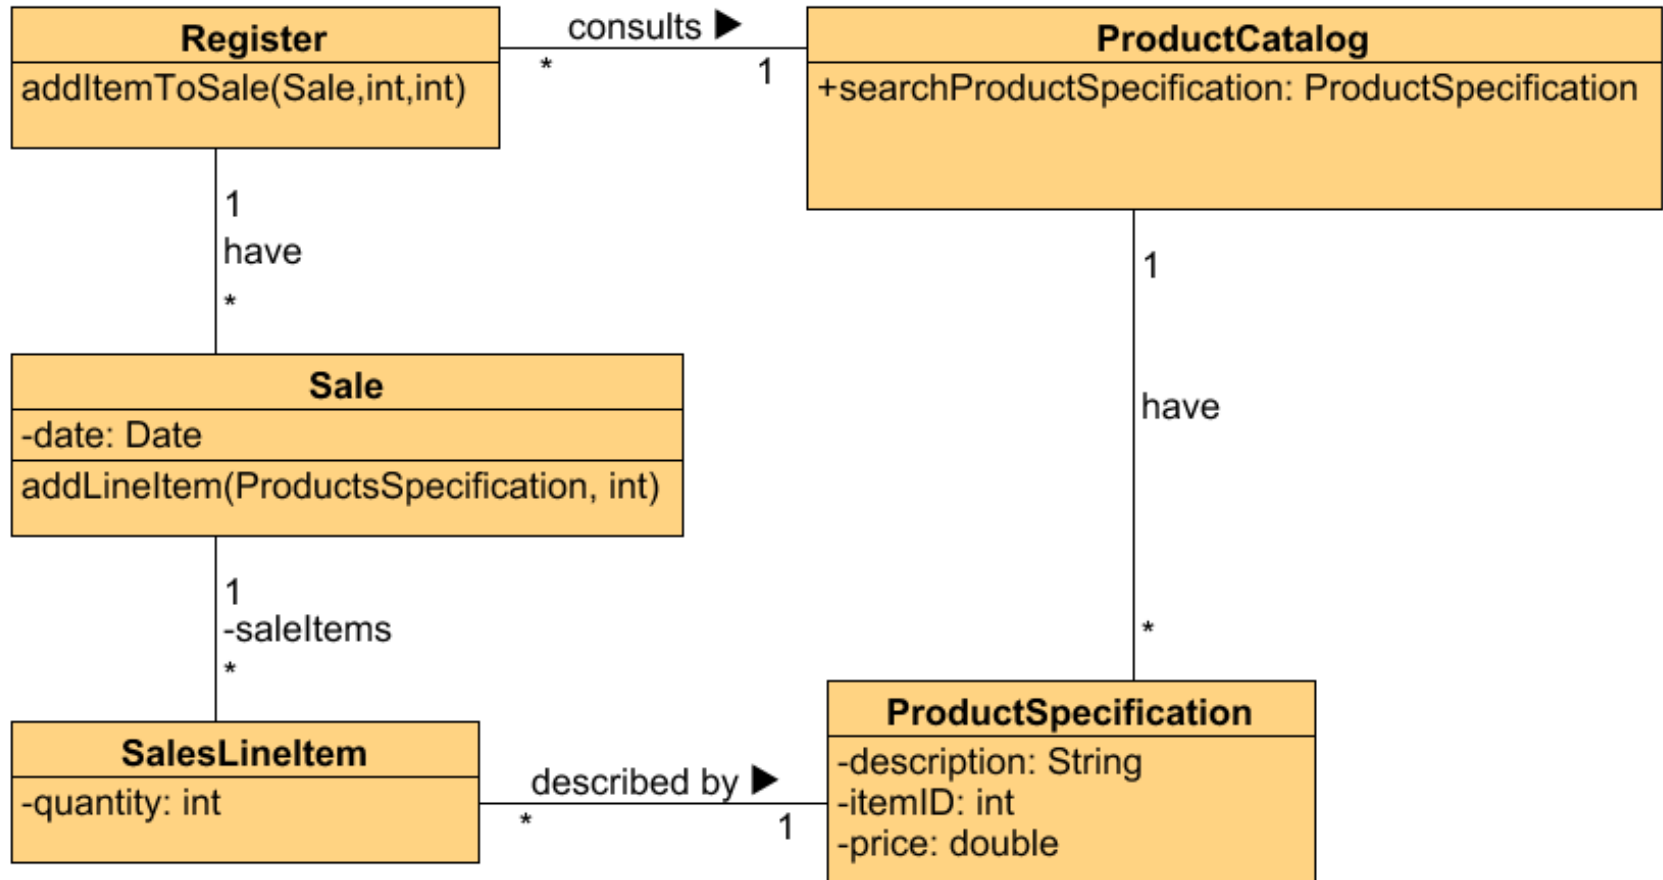 Register
addItemToSale(Sale,int,int)
consults ▶
*
1
ProductCatalog
+searchProductSpecification: ProductSpecification
1
have
*
1
have
*
Sale
-date: Date
addLineItem(ProductsSpecification, int)
1
-saleItems
*
SalesLineItem
-quantity: int
described by ▶
*
1
ProductSpecification
-description: String
-itemID: int
-price: double